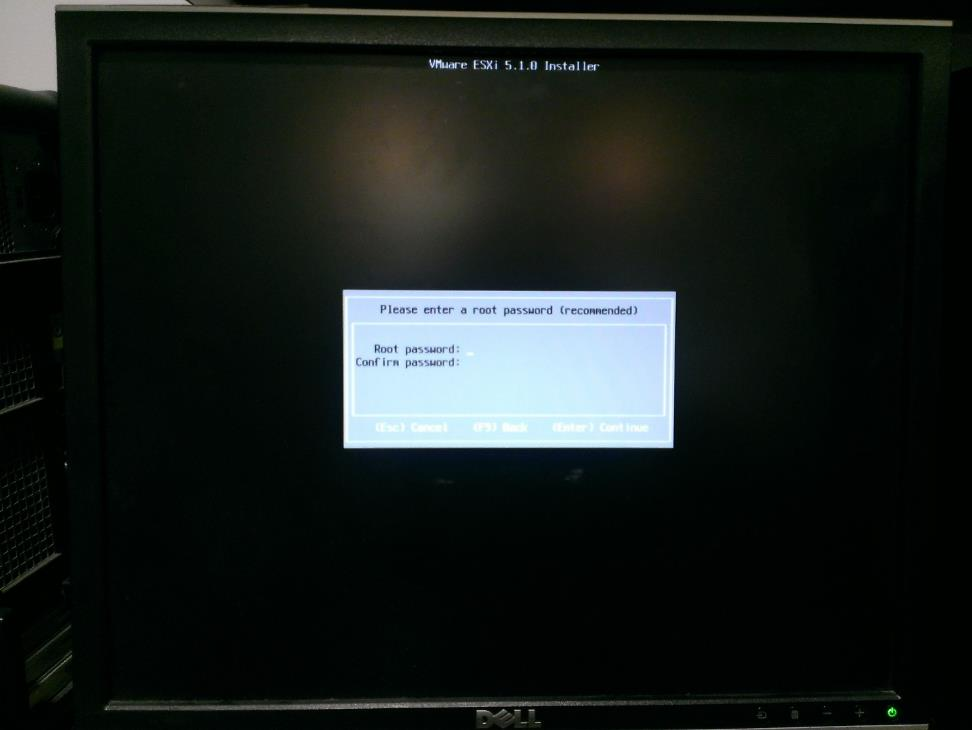 VMware ESXi 5.1.0 Installer
Please enter a root password (recommended)
Root password:
Confirm password:
(Esc) Cancel (F9) Back (Enter) Continue
DELL